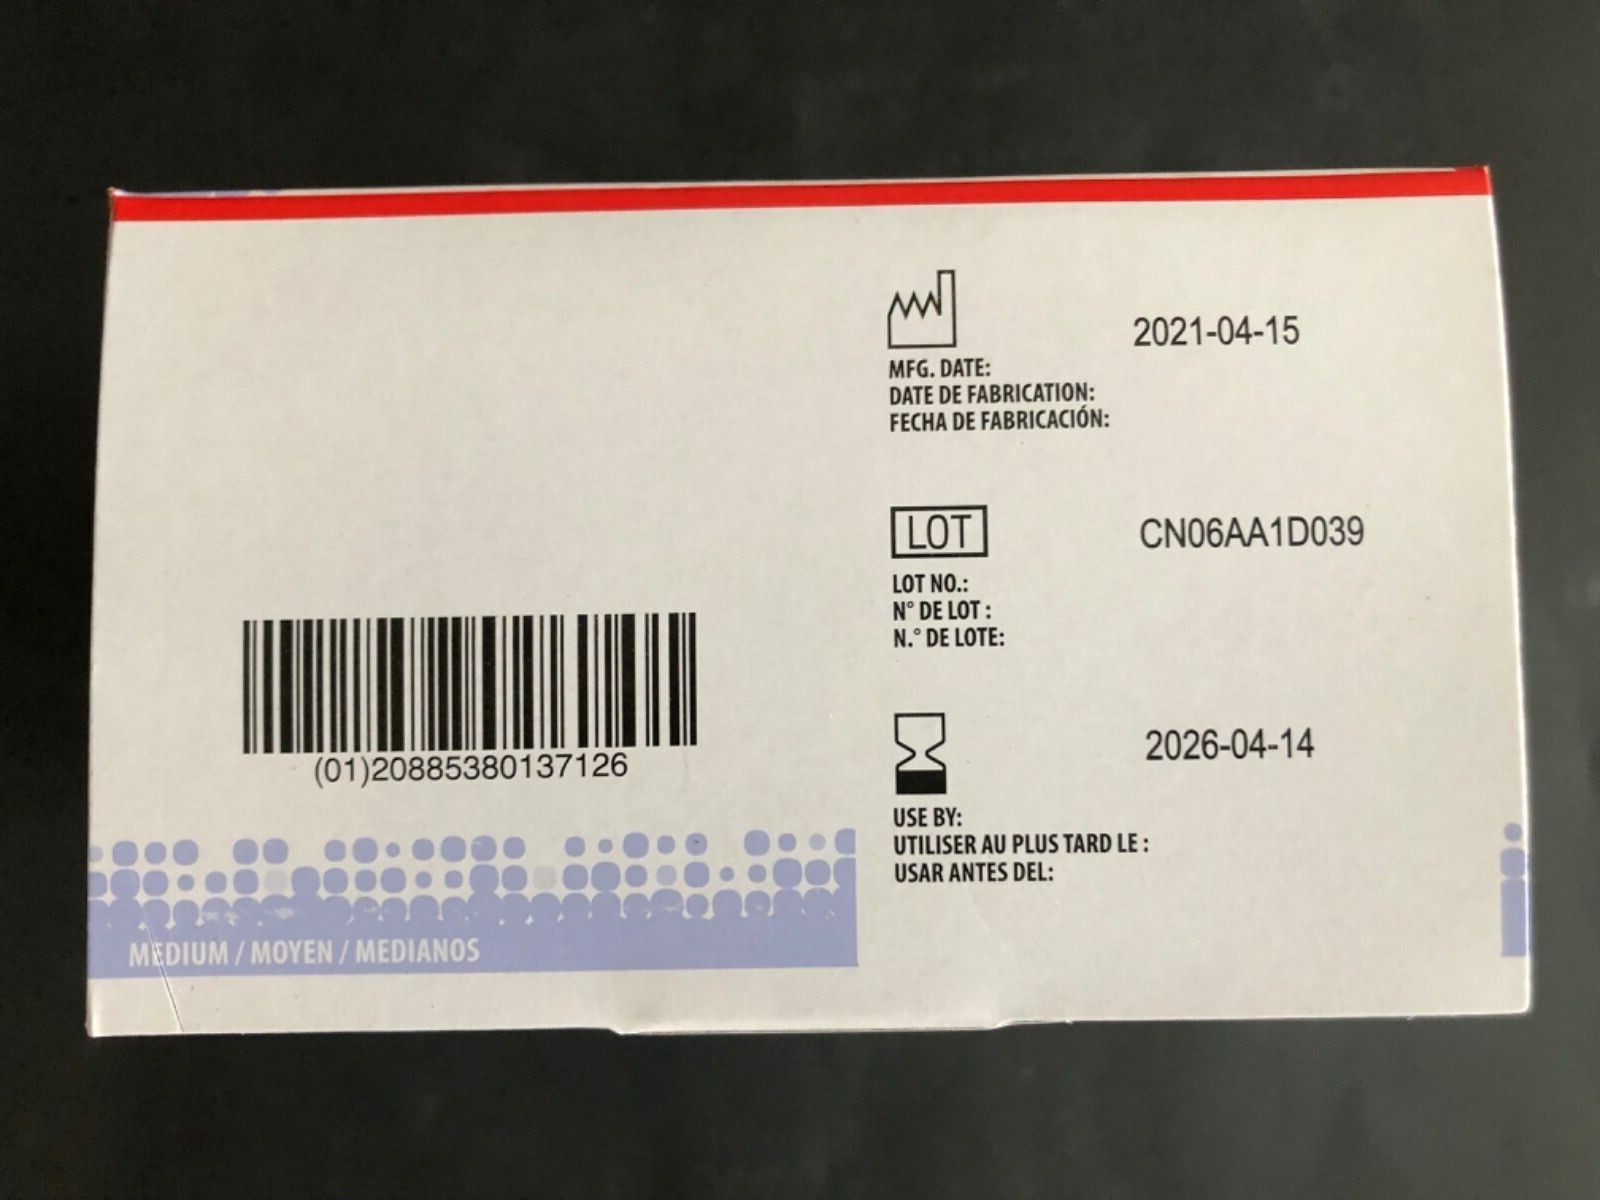 2021-04-15
MFG. DATE:
DATE DE FABRICATION:
FECHA DE FABRICACIÓN:
LOT
CN06AA1D039
LOT NO.:
N° DE LOT :
N.° DE LOTE:
2026-04-14
USE BY:
UTILISER AU PLUS TARD LE :
USAR ANTES DEL:
(01)20885380137126
MEDIUM / MOYEN / MEDIANOS